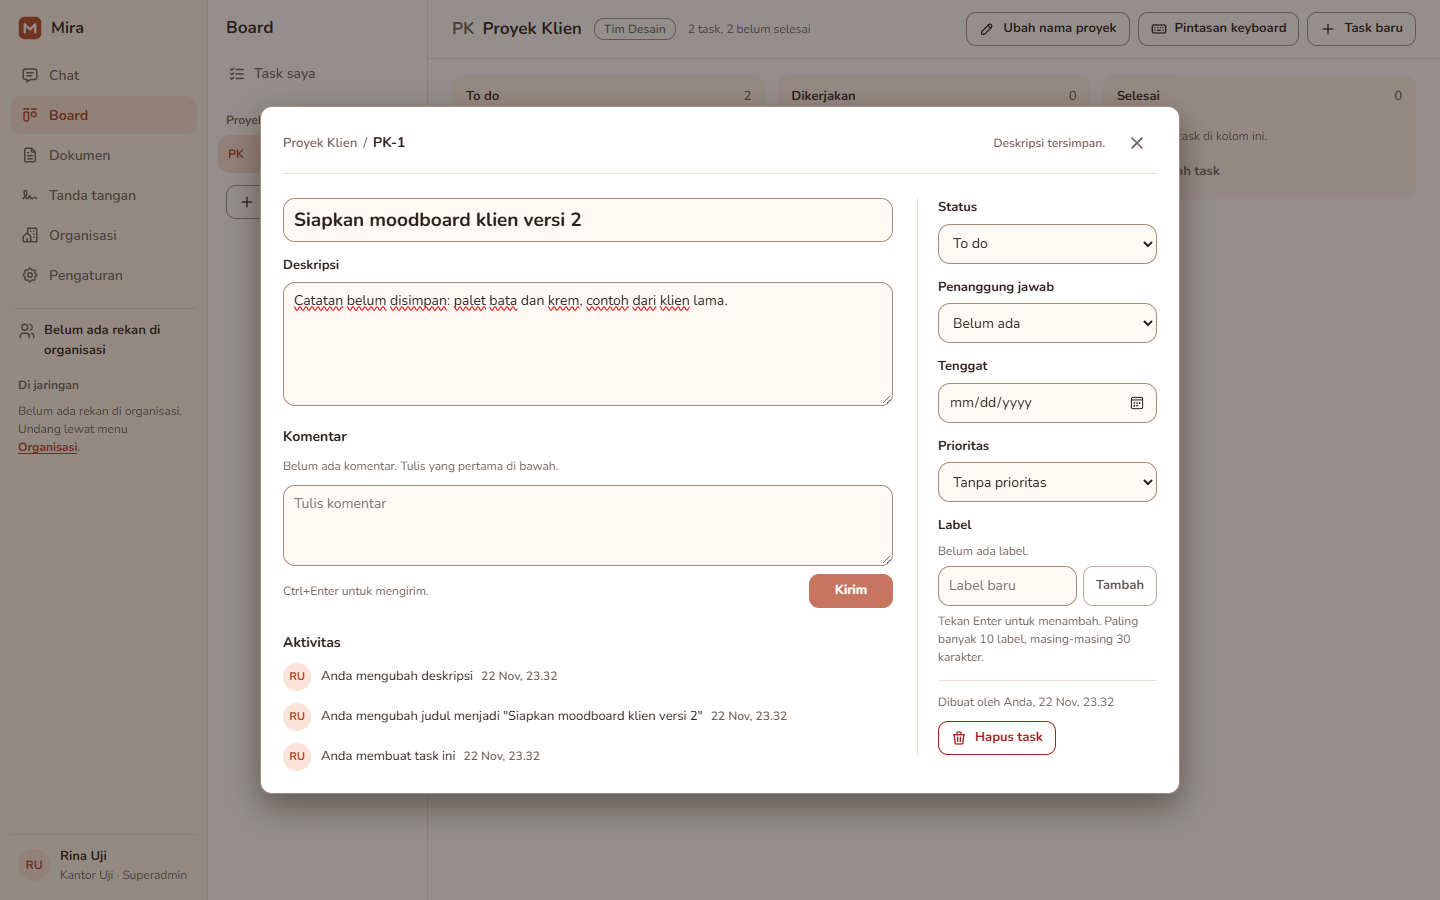 Mira
Chat
Board
Dokumen
Tanda tangan
Organisasi
Pengaturan
Belum ada rekan di
organisasi
Di jaringan
Belum ada rekan di organisasi.
Undang lewat menu
Organisasi.
RU
Rina Uji
Kantor Uji · Superadmin
Board
Task saya
Proyek
PK
PK Proyek Klien
Tim Desain
2 task, 2 belum selesai
Ubah nama proyek
Pintasan keyboard
Task baru
To do 2
Dikerjakan 0
Selesai 0
task di kolom ini.
ah task
Proyek Klien / PK-1
Deskripsi tersimpan.
Siapkan moodboard klien versi 2
Deskripsi
Catatan belum disimpan: palet bata dan krem, contoh dari klien lama.
Komentar
Belum ada komentar. Tulis yang pertama di bawah.
Tulis komentar
Ctrl+Enter untuk mengirim.
Kirim
Aktivitas
RU Anda mengubah deskripsi 22 Nov, 23.32
RU Anda mengubah judul menjadi "Siapkan moodboard klien versi 2" 22 Nov, 23.32
RU Anda membuat task ini 22 Nov, 23.32
Status
To do
Penanggung jawab
Belum ada
Tenggat
mm/dd/yyyy
Prioritas
Tanpa prioritas
Label
Belum ada label.
Label baru
Tambah
Tekan Enter untuk menambah. Paling
banyak 10 label, masing-masing 30
karakter.
Dibuat oleh Anda, 22 Nov, 23.32
Hapus task